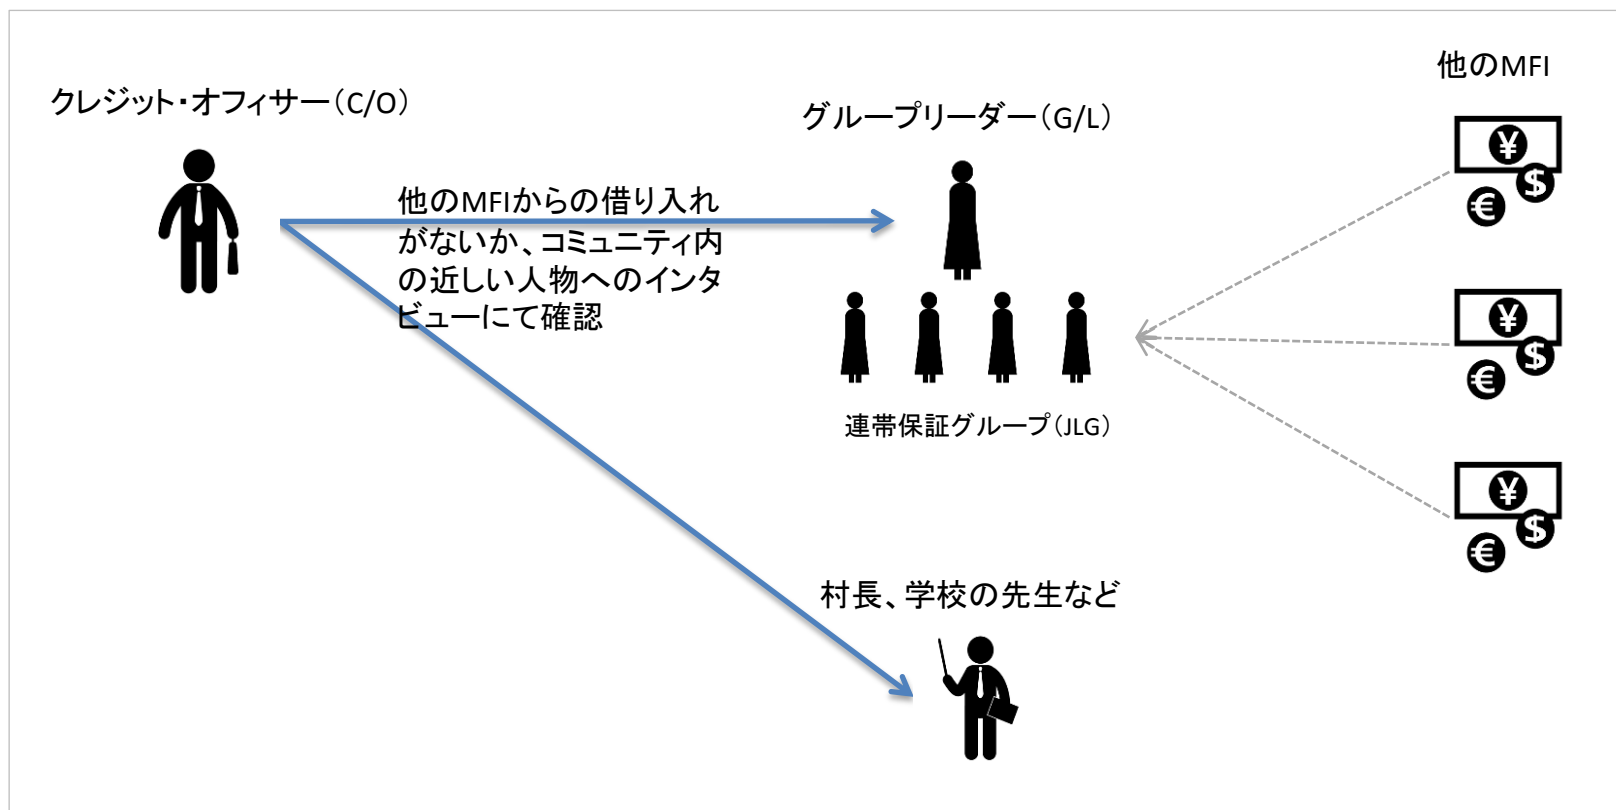 クレジット・オフィサー（C/O）
グループリーダー（G/L）
他のMFI
他のMFIからの借り入れ
がないか、コミュニティ内
の近しい人物へのインタ
ビューにて確認
連帯保証グループ（JLG）
村長、学校の先生など
¥
$
€
¥
$
€
¥
$
€